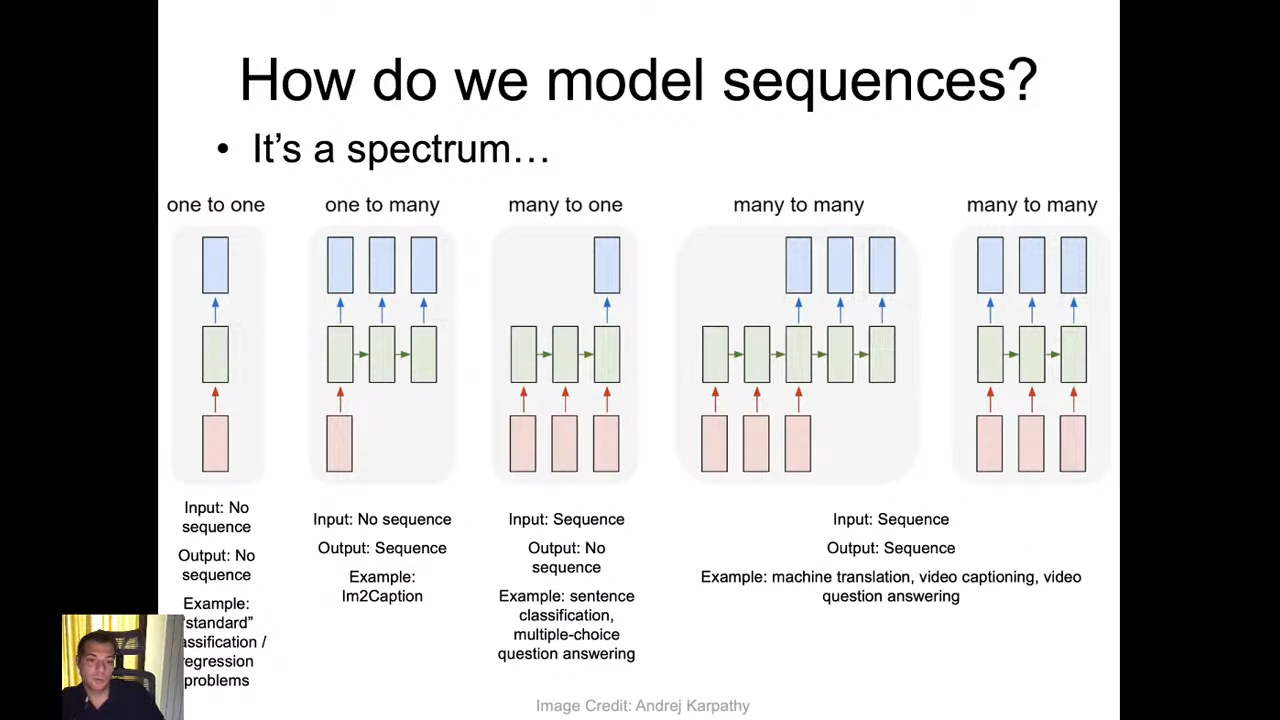 How do we model sequences?
• It’s a spectrum…
one to one
one to many
many to one
many to many
many to many
Input: No
sequence
Output: No
sequence
Example:
“standard”
assification /
regression
problems
Input: No sequence
Output: Sequence
Example:
Im2Caption
Input: Sequence
Output: No
sequence
Example: sentence
classification,
multiple-choice
question answering
Input: Sequence
Output: Sequence
Example: machine translation, video captioning, video
question answering
Image Credit: Andrej Karpathy